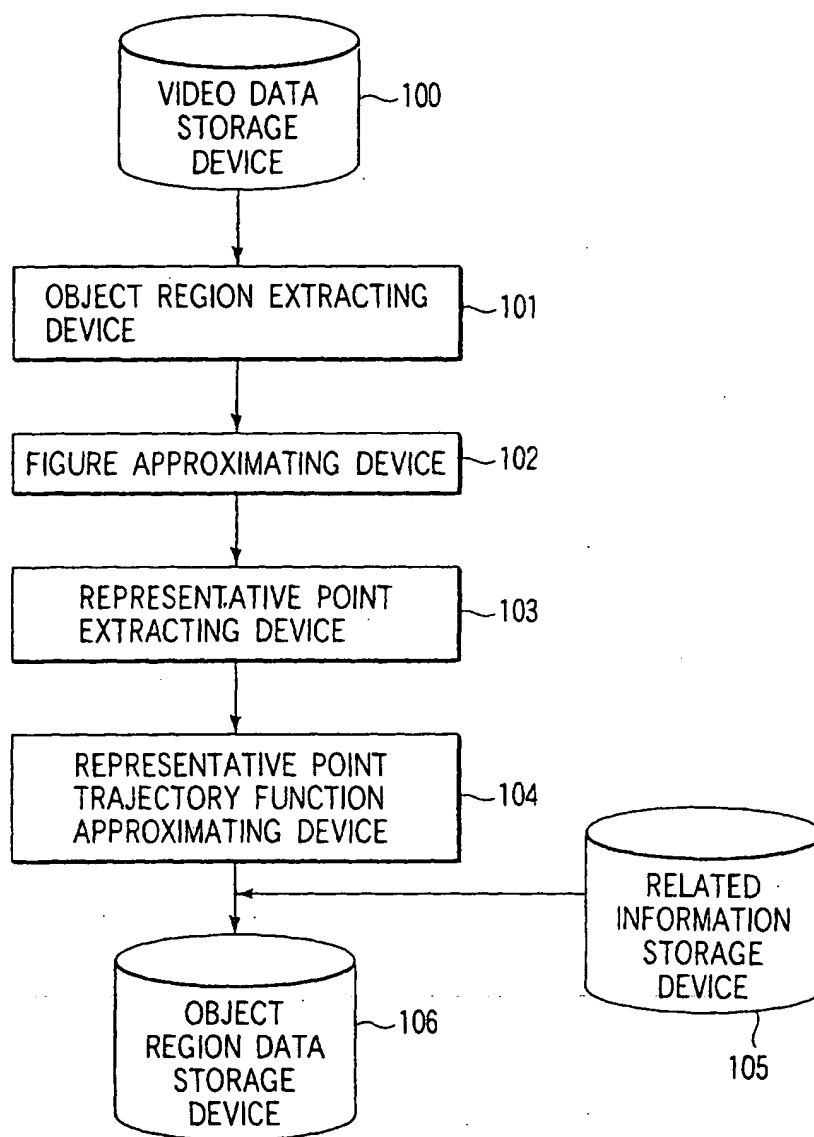 VIDEO DATA
STORAGE
DEVICE
100
OBJECT REGION EXTRACTING
DEVICE
101
FIGURE APPROXIMATING DEVICE
102
REPRESENTATIVE POINT
EXTRACTING DEVICE
103
REPRESENTATIVE POINT
TRAJECTORY FUNCTION
APPROXIMATING DEVICE
104
RELATED
INFORMATION
STORAGE
DEVICE
105
OBJECT
REGION DATA
STORAGE
DEVICE
106